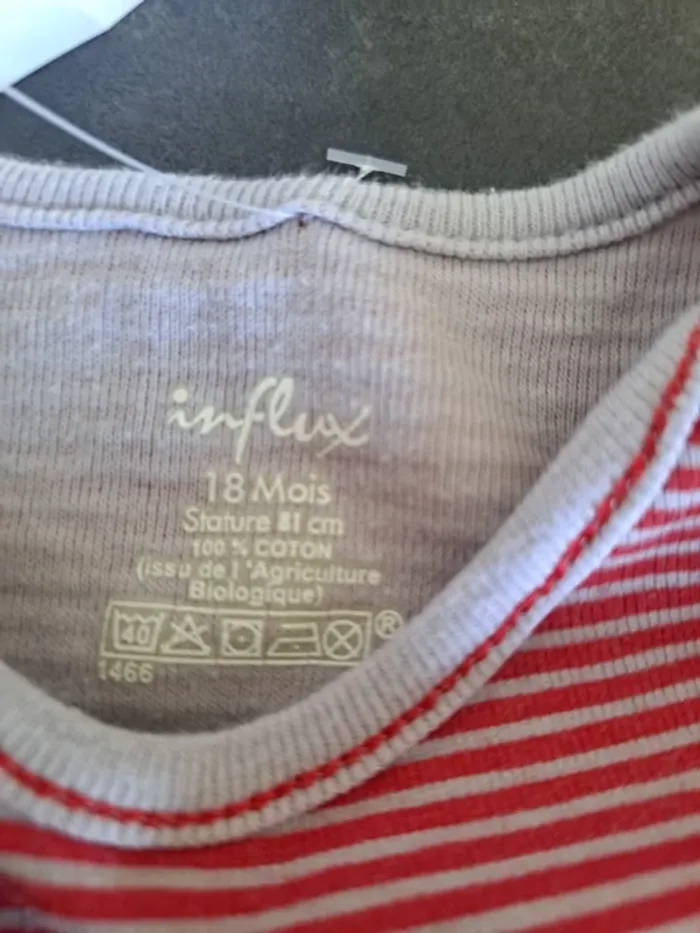 influx
18 Mois
Stature 81 cm
100 % COTON
(issu de l'Agriculture
Biologique)
40 ®
1466